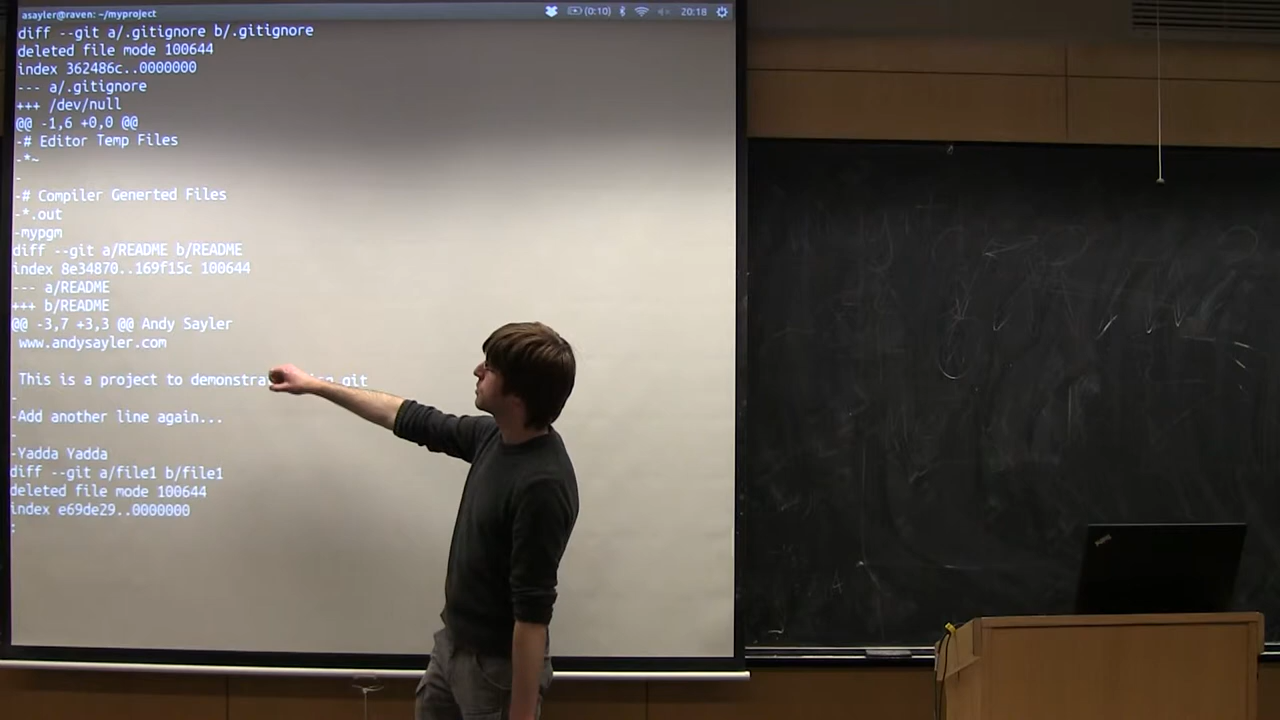 asayler@raven: ~/myproject
(0:10) 20:18
diff --git a/.gitignore b/.gitignore
deleted file mode 100644
index 362486c..0000000
--- a/.gitignore
+++ /dev/null
@@ -1,6 +0,0 @@
-# Editor Temp Files
-*~
-
-# Compiler Generted Files
-*.out
-mypgm
diff --git a/README b/README
index 8e34870..169f15c 100644
--- a/README
+++ b/README
@@ -3,7 +3,3 @@ Andy Sayler
www.andysayler.com
This is a project to demonstra git
-
-Add another line again...
-
-Yadda Yadda
diff --git a/file1 b/file1
deleted file mode 100644
index e69de29..0000000
: